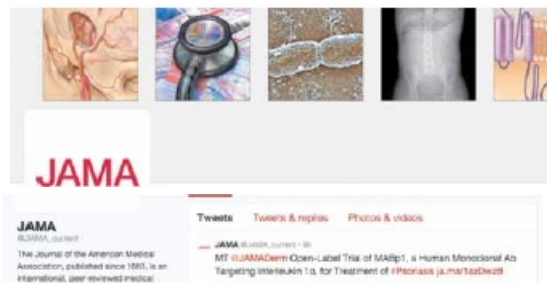 JAMA
JAMA
@JAMA_current
The Journal of the American Medical
Association, published since 1883, is an
international, peer-reviewed medical
Tweets Tweets & replies Photos & videos
JAMA @JAMA_current · 3h
MT @JAMADerm Open-Label Trial of MABp1, a Human Monoclonal Ab
Targeting Interleukin 1α, for Treatment of #Psoriasis